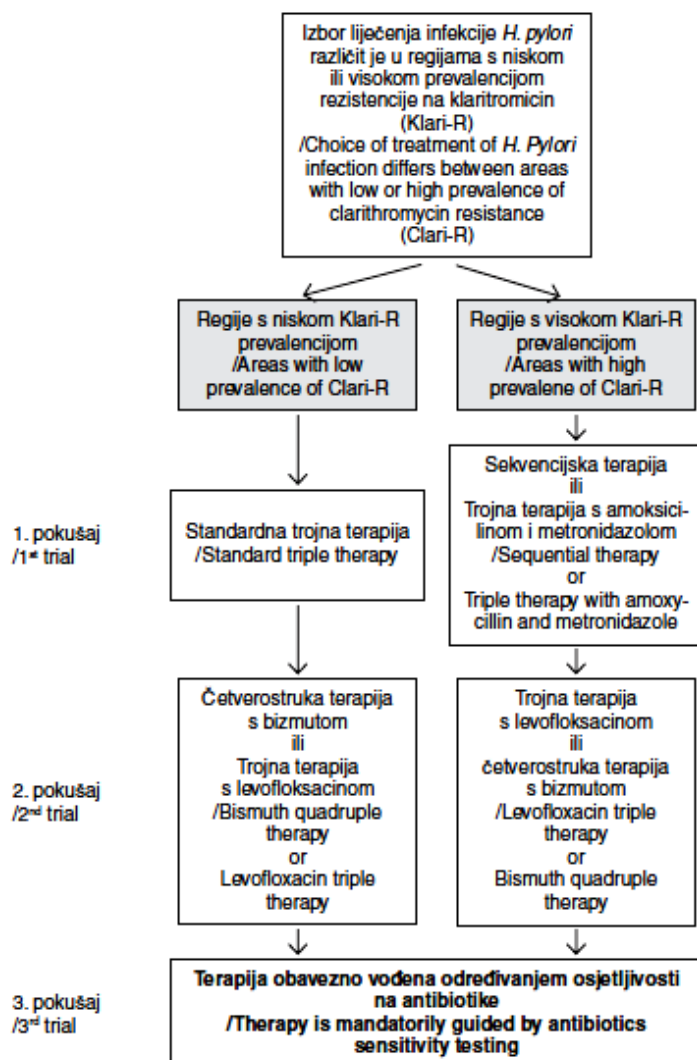 Izbor liječenja infekcije H. pylori
različit je u regijama s niskom
ili visokom prevalencijom
rezistencije na klaritromicin
(Klari-R)
/Choice of treatment of H. Pylori
infection differs between areas
with low or high prevalence of
clarithromycin resistance
(Clari-R)
Regije s niskom Klari-R
prevalencijom
/Areas with low
prevalence of Clari-R
Regije s visokom Klari-R
prevalencijom
/Areas with high
prevalene of Clari-R
1. pokušaj
/1st trial
Standardna trojna terapija
/Standard triple therapy
Sekvencijska terapija
ili
Trojna terapija s amoksici-
linom i metronidazolom
/Sequential therapy
or
Triple therapy with amoxy-
cillin and metronidazole
2. pokušaj
/2nd trial
Četverostruka terapija
s bizmutom
ili
Trojna terapija
s levofloksacinom
/Bismuth quadruple
therapy
or
Levofloxacin triple
therapy
Trojna terapija
s levofloksacinom
ili
četverostruka terapija
s bizmutom
/Levofloxacin triple
therapy
or
Bismuth quadruple
therapy
3. pokušaj
/3rd trial
Terapija obavezno vođena određivanjem osjetljivosti
na antibiotike
/Therapy is mandatorily guided by antibiotics
sensitivity testing